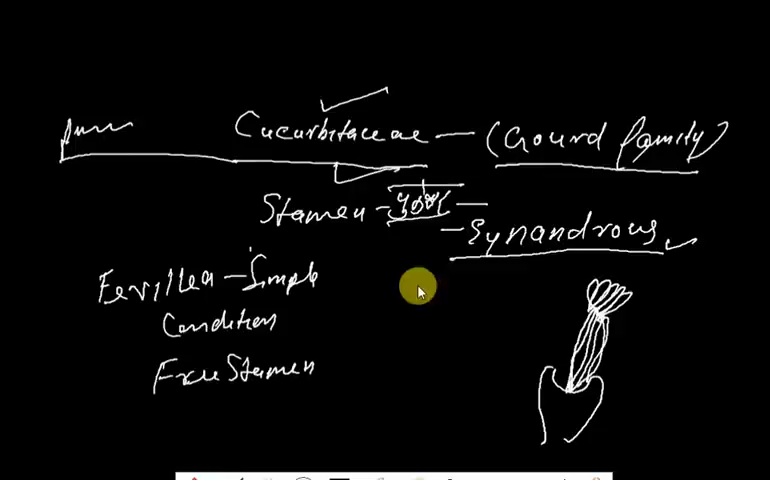 Cucurbitaceae — (Gourd family)
Stamen -
- Synandrous
Fevillea - Simple
Condition
Free Stamen